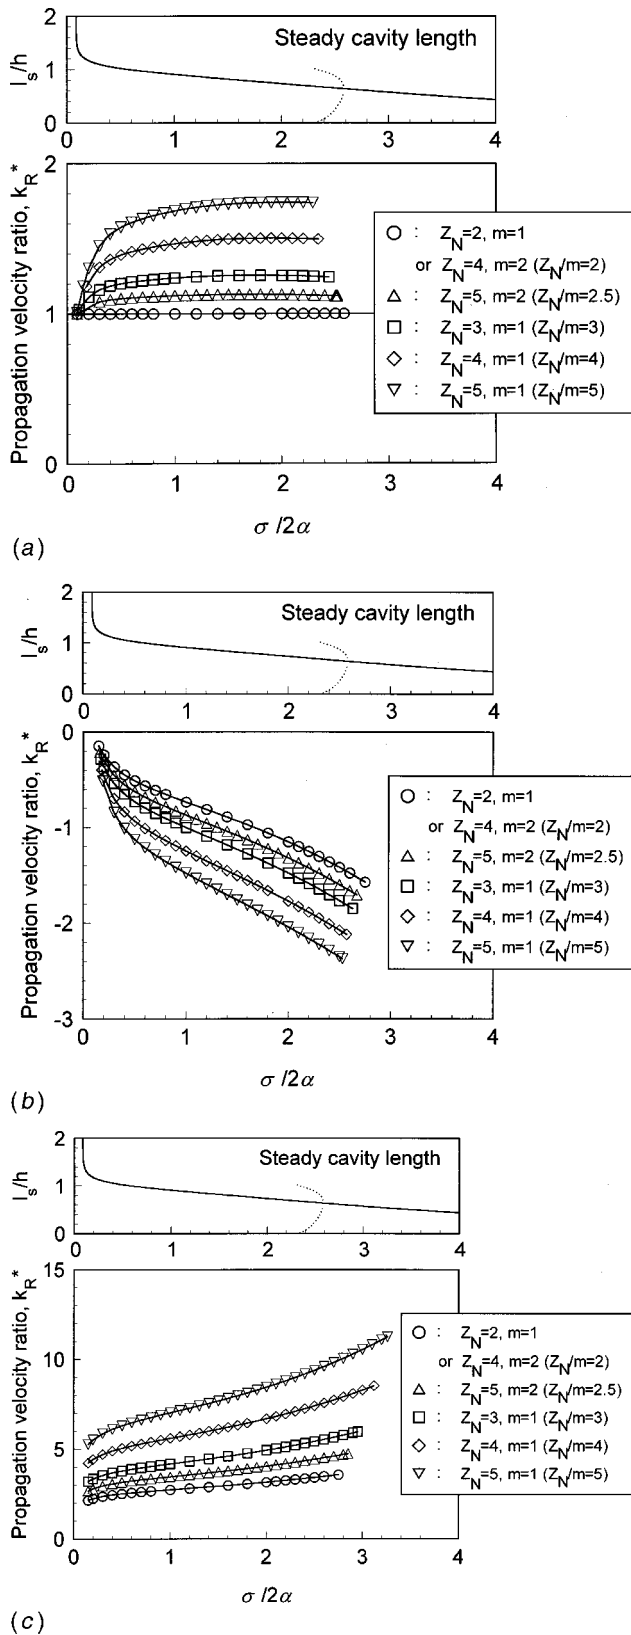 2
1
0
l_s/h
Steady cavity length
0 1 2 3 4
2
1
0
Propagation velocity ratio, k_R*
○ : Z_N=2, m=1
or Z_N=4, m=2 (Z_N/m=2)
△ : Z_N=5, m=2 (Z_N/m=2.5)
□ : Z_N=3, m=1 (Z_N/m=3)
◇ : Z_N=4, m=1 (Z_N/m=4)
▽ : Z_N=5, m=1 (Z_N/m=5)
0 1 2 3 4
σ /2α
(a)
2
1
0
l_s/h
Steady cavity length
0 1 2 3 4
0
-1
-2
-3
Propagation velocity ratio, k_R*
○ : Z_N=2, m=1
or Z_N=4, m=2 (Z_N/m=2)
△ : Z_N=5, m=2 (Z_N/m=2.5)
□ : Z_N=3, m=1 (Z_N/m=3)
◇ : Z_N=4, m=1 (Z_N/m=4)
▽ : Z_N=5, m=1 (Z_N/m=5)
0 1 2 3 4
σ /2α
(b)
2
1
0
l_s/h
Steady cavity length
0 1 2 3 4
15
10
5
0
Propagation velocity ratio, k_R*
○ : Z_N=2, m=1
or Z_N=4, m=2 (Z_N/m=2)
△ : Z_N=5, m=2 (Z_N/m=2.5)
□ : Z_N=3, m=1 (Z_N/m=3)
◇ : Z_N=4, m=1 (Z_N/m=4)
▽ : Z_N=5, m=1 (Z_N/m=5)
0 1 2 3 4
σ /2α
(c)